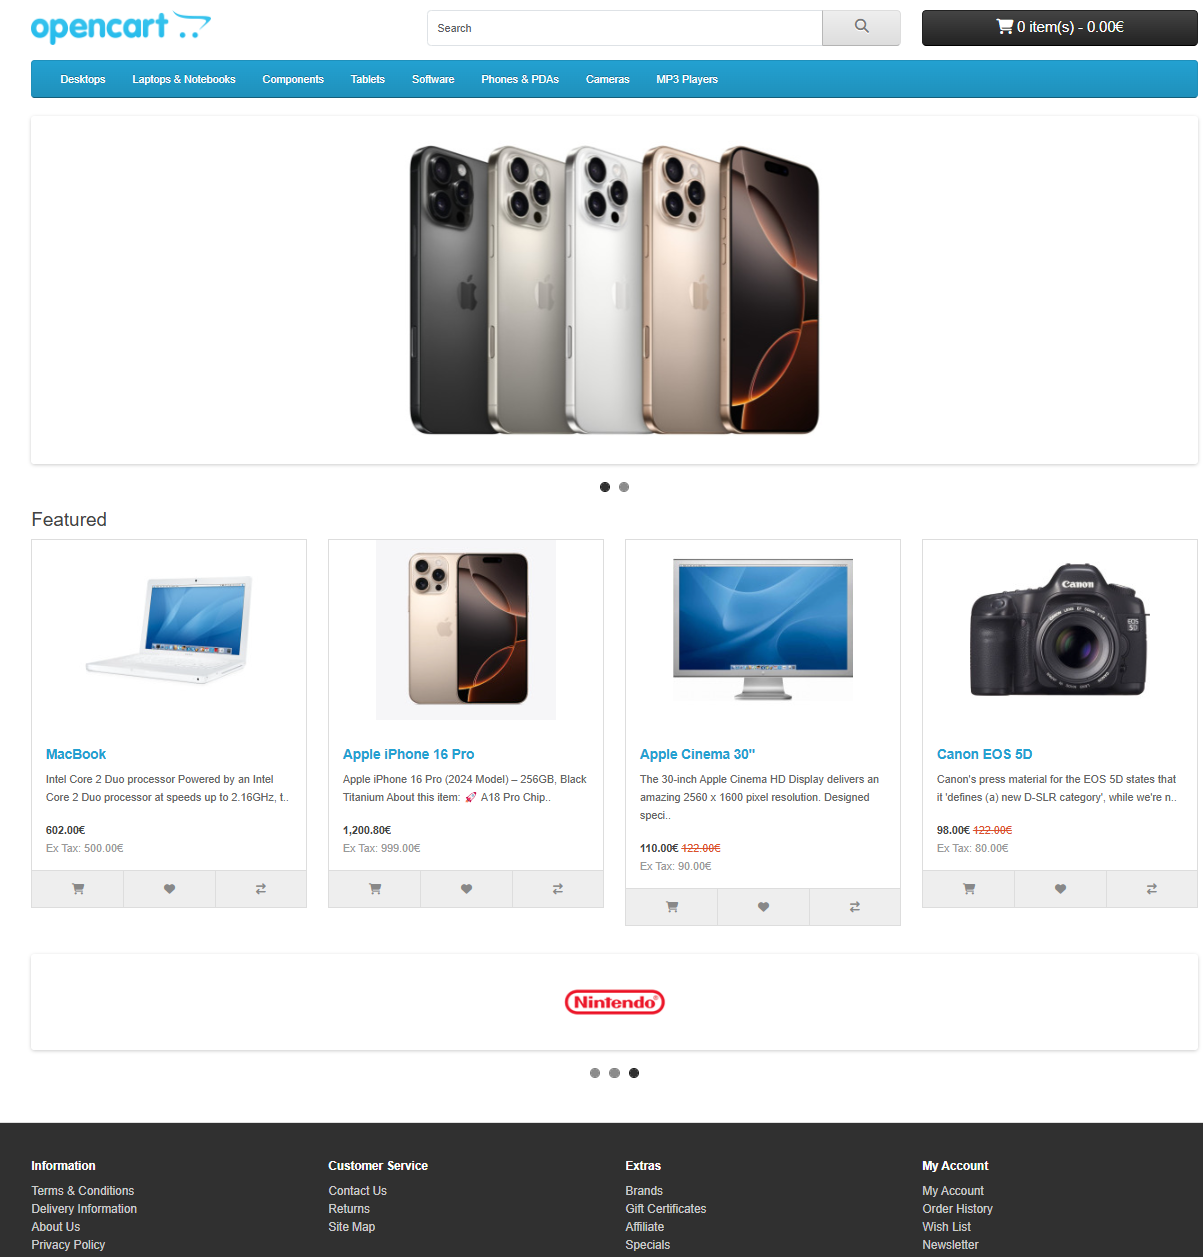 opencart
Search
0 item(s) - 0.00€
Desktops
Laptops & Notebooks
Components
Tablets
Software
Phones & PDAs
Cameras
MP3 Players
Featured
Canon
EOS
5D
MacBook
Intel Core 2 Duo processor Powered by an Intel
Core 2 Duo processor at speeds up to 2.16GHz, t..
602.00€
Ex Tax: 500.00€
Apple iPhone 16 Pro
Apple iPhone 16 Pro (2024 Model) – 256GB, Black
Titanium About this item: 🚀 A18 Pro Chip..
1,200.80€
Ex Tax: 999.00€
Apple Cinema 30"
The 30-inch Apple Cinema HD Display delivers an
amazing 2560 x 1600 pixel resolution. Designed
speci..
110.00€ 122.00€
Ex Tax: 90.00€
Canon EOS 5D
Canon's press material for the EOS 5D states that
it 'defines (a) new D-SLR category', while we're n..
98.00€ 122.00€
Ex Tax: 80.00€
Nintendo®
Information
Terms & Conditions
Delivery Information
About Us
Privacy Policy
Customer Service
Contact Us
Returns
Site Map
Extras
Brands
Gift Certificates
Affiliate
Specials
My Account
My Account
Order History
Wish List
Newsletter